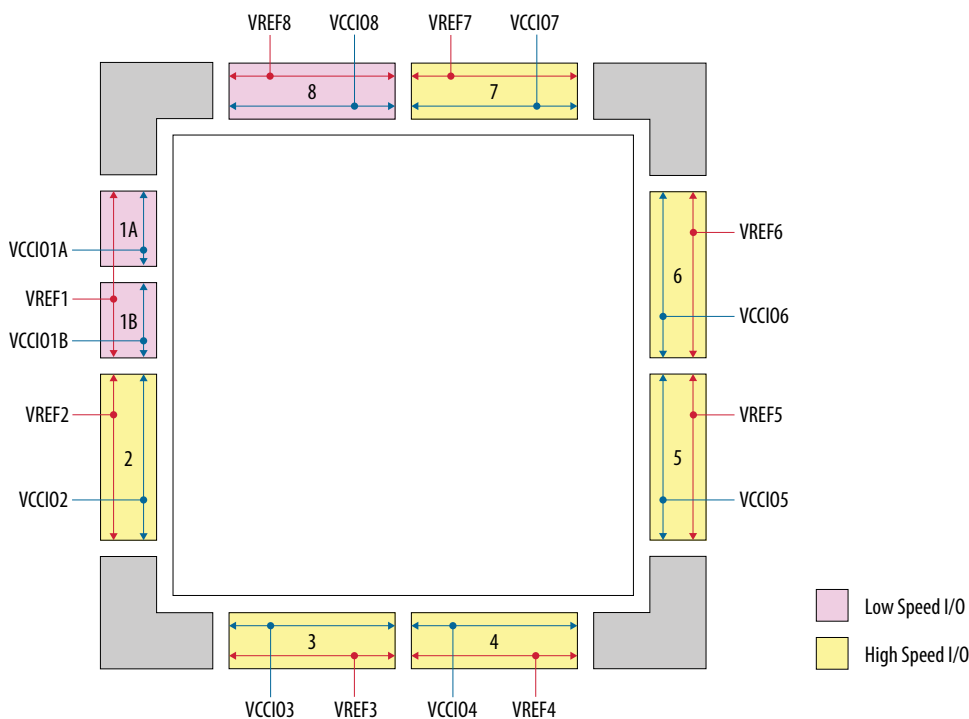 VREF8 VCCIO8 VREF7 VCCIO7
8 7
1A
VCCIO1A
VREF6
6
VREF1
VCCIO6
1B
VCCIO1B
VREF2
VREF5
2
5
VCCIO2
VCCIO5
Low Speed I/O
3 4
High Speed I/O
VCCIO3 VREF3 VCCIO4 VREF4